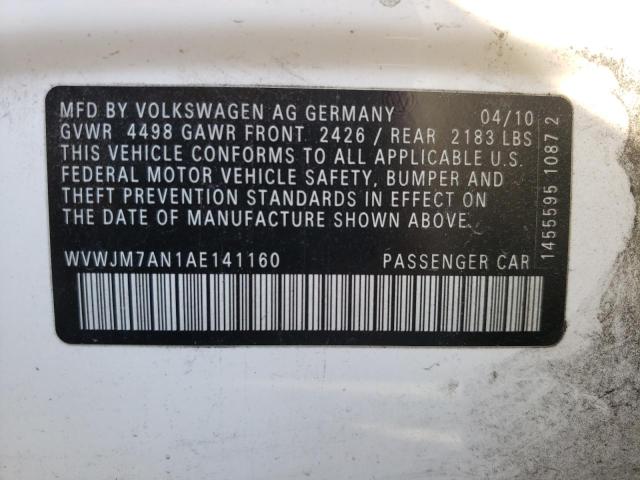 MFD BY VOLKSWAGEN AG GERMANY 04/10
GVWR 4498 GAWR FRONT 2426 / REAR 2183 LBS
THIS VEHICLE CONFORMS TO ALL APPLICABLE U.S.
FEDERAL MOTOR VEHICLE SAFETY, BUMPER AND
THEFT PREVENTION STANDARDS IN EFFECT ON
THE DATE OF MANUFACTURE SHOWN ABOVE.
WVWJM7AN1AE141160 PASSENGER CAR
1455595 1087 2